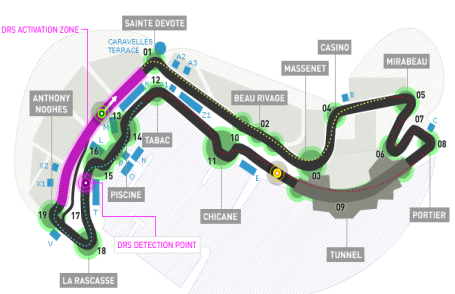 SAINTE DEVOTE
DRS ACTIVATION ZONE
CARAVELLES
TERRACE
01
A2
A3
CASINO
MIRABEAU
MASSENET
12
K
A1
ANTHONY
NOGHES
BEAU RIVAGE
Z1
04
B
05
13
M
02
10
07
C
TABAC
14
L
16
11
06
08
N
P
O
X2
15
X1
E
03
PISCINE
T
09
PORTIER
19
17
CHICANE
V
18
DRS DETECTION POINT
TUNNEL
LA RASCASSE